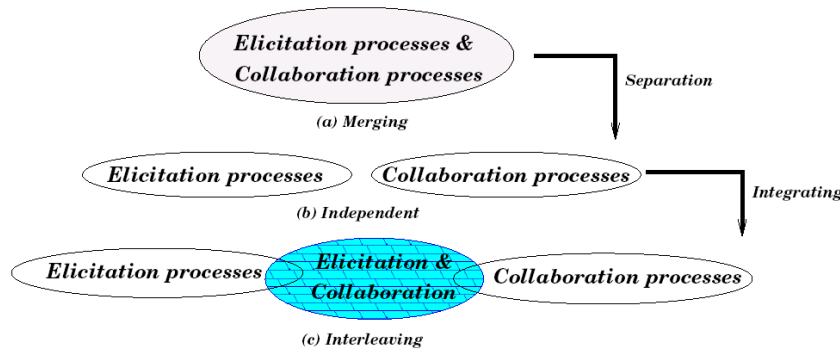 Elicitation processes &
Collaboration processes
Separation
(a) Merging
Elicitation processes
Collaboration processes
Integrating
(b) Independent
Elicitation processes
Elicitation &
Collaboration
Collaboration processes
(c) Interleaving